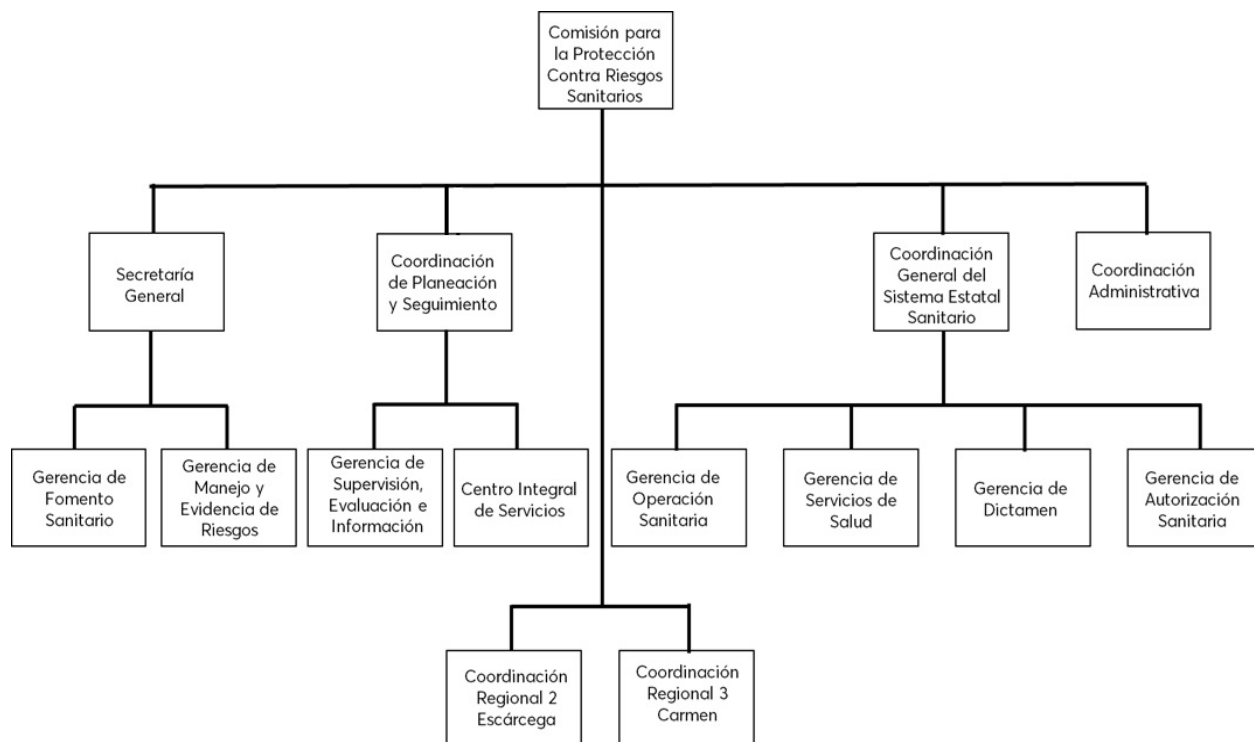 Comisión para
la Protección
Contra Riesgos
Sanitarios
Secretaría
General
Coordinación
de Planeación
y Seguimiento
Coordinación
General del
Sistema Estatal
Sanitario
Coordinación
Administrativa
Gerencia de
Fomento
Sanitario
Gerencia de
Manejo y
Evidencia de
Riesgos
Gerencia de
Supervisión,
Evaluación e
Información
Centro Integral
de Servicios
Gerencia de
Operación
Sanitaria
Gerencia de
Servicios de
Salud
Gerencia de
Dictamen
Gerencia de
Autorización
Sanitaria
Coordinación
Regional 2
Escárcega
Coordinación
Regional 3
Carmen